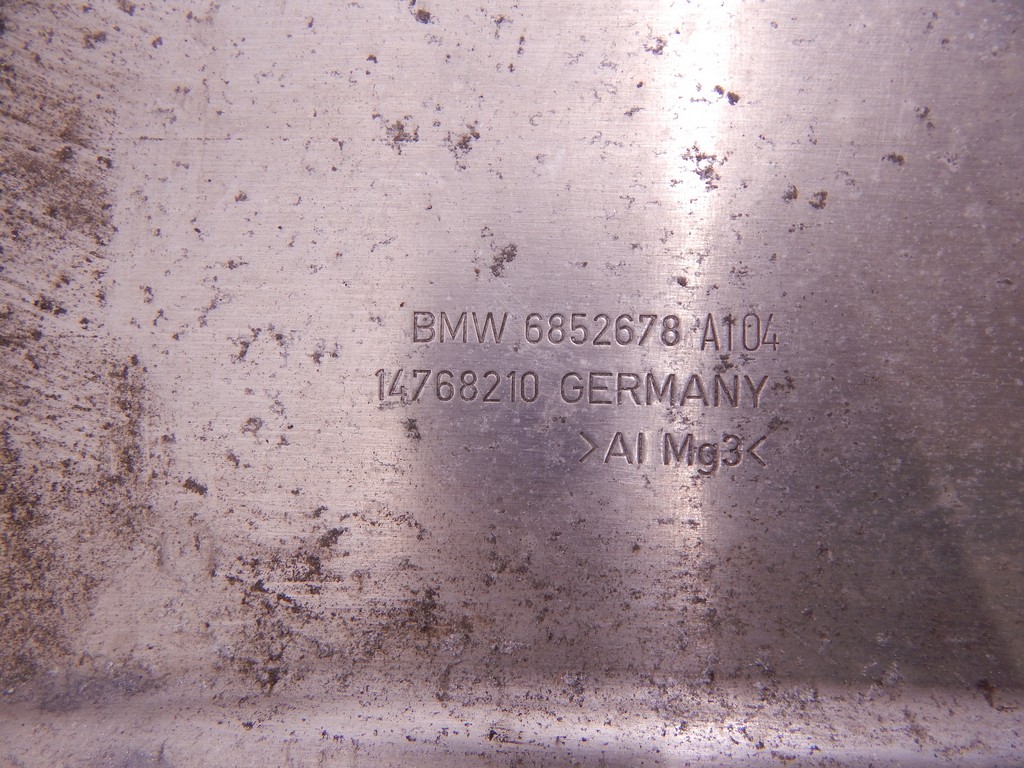 BMW 6852678 A104
14768210 GERMANY
>Al Mg3<